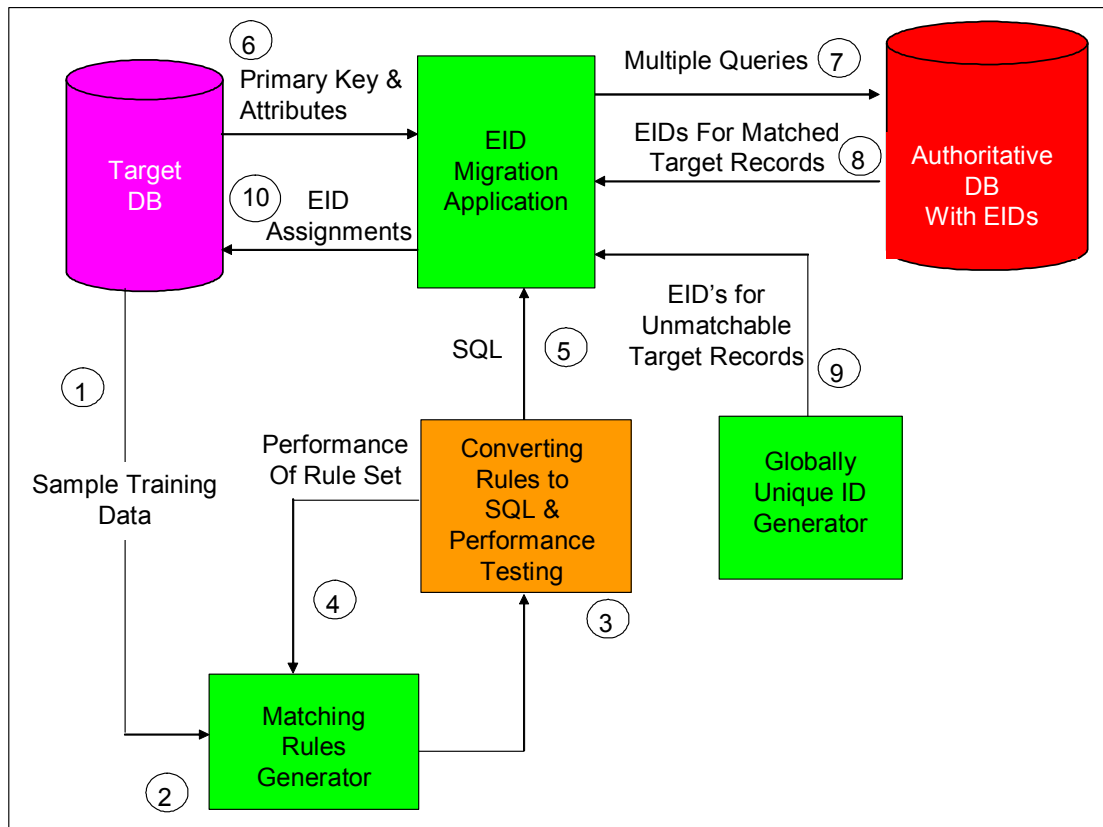 6
Primary Key &
Attributes
Target
DB
10
EID
Assignments
EID
Migration
Application
Multiple Queries
7
EIDs For Matched
Target Records
8
Authoritative
DB
With EIDs
EID's for
Unmatchable
Target Records
9
SQL
5
1
Sample Training
Data
Performance
Of Rule Set
4
Converting
Rules to
SQL &
Performance
Testing
3
Globally
Unique ID
Generator
Matching
Rules
Generator
2